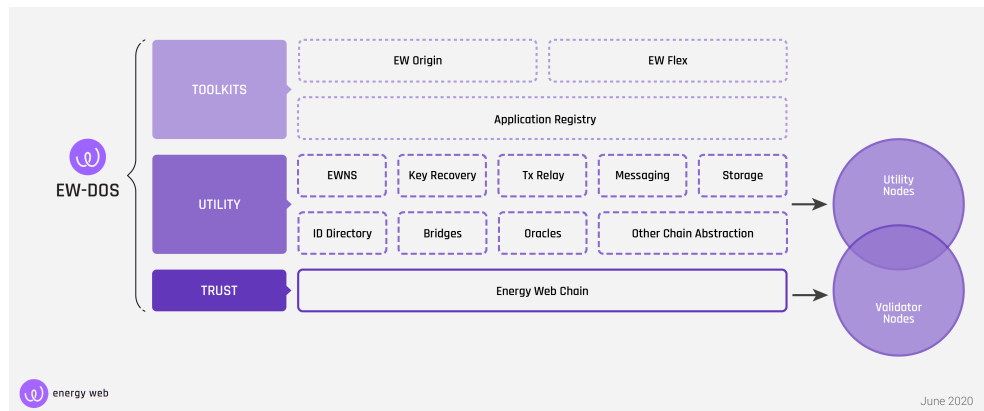 EW-DOS
TOOLKITS
EW Origin
EW Flex
Application Registry
UTILITY
EWNS
Key Recovery
Tx Relay
Messaging
Storage
ID Directory
Bridges
Oracles
Other Chain Abstraction
TRUST
Energy Web Chain
Utility
Nodes
Validator
Nodes
energy web
June 2020